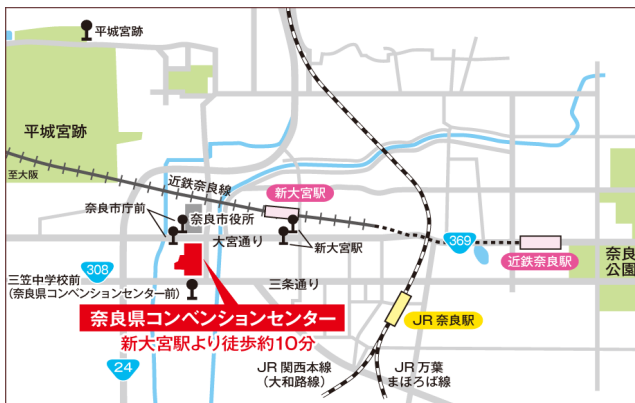 平城宮跡
平城宮跡
至大阪
近鉄奈良線
新大宮駅
奈良市庁前
奈良市役所
大宮通り
新大宮駅
369
近鉄奈良駅
奈良
公園
308
三笠中学校前
(奈良県コンベンションセンター前)
三条通り
奈良県コンベンションセンター
新大宮駅より徒歩約10分
JR 奈良駅
24
JR 関西本線
(大和路線)
JR 万葉
まほろば線